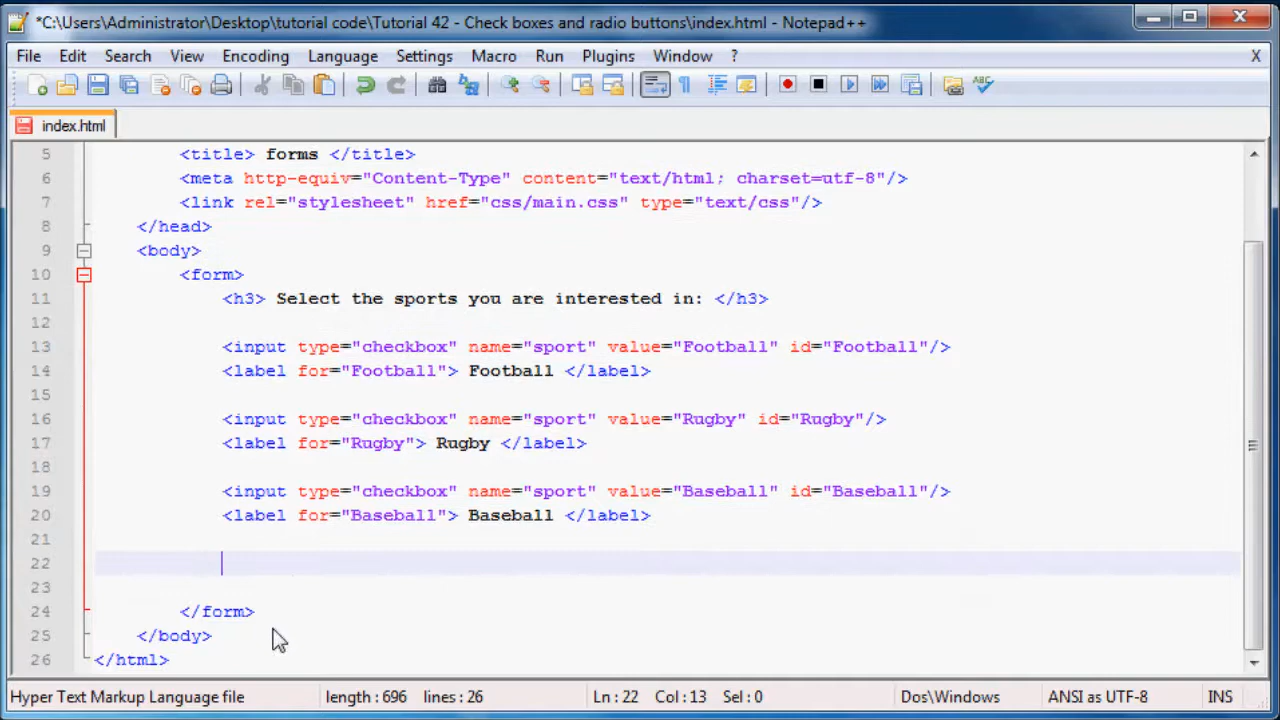 *C:\Users\Administrator\Desktop\tutorial code\Tutorial 42 - Check boxes and radio buttons\index.html - Notepad++
File Edit Search View Encoding Language Settings Macro Run Plugins Window ? X
ABC
index.html
5 <title> forms </title>
6 <meta http-equiv="Content-Type" content="text/html; charset=utf-8"/>
7 <link rel="stylesheet" href="css/main.css" type="text/css"/>
8 </head>
9 <body>
10 <form>
11 <h3> Select the sports you are interested in: </h3>
12
13 <input type="checkbox" name="sport" value="Football" id="Football"/>
14 <label for="Football"> Football </label>
15
16 <input type="checkbox" name="sport" value="Rugby" id="Rugby"/>
17 <label for="Rugby"> Rugby </label>
18
19 <input type="checkbox" name="sport" value="Baseball" id="Baseball"/>
20 <label for="Baseball"> Baseball </label>
21
22
23
24 </form>
25 </body>
26 </html>
Hyper Text Markup Language file length : 696 lines : 26 Ln : 22 Col : 13 Sel : 0 Dos\Windows ANSI as UTF-8 INS